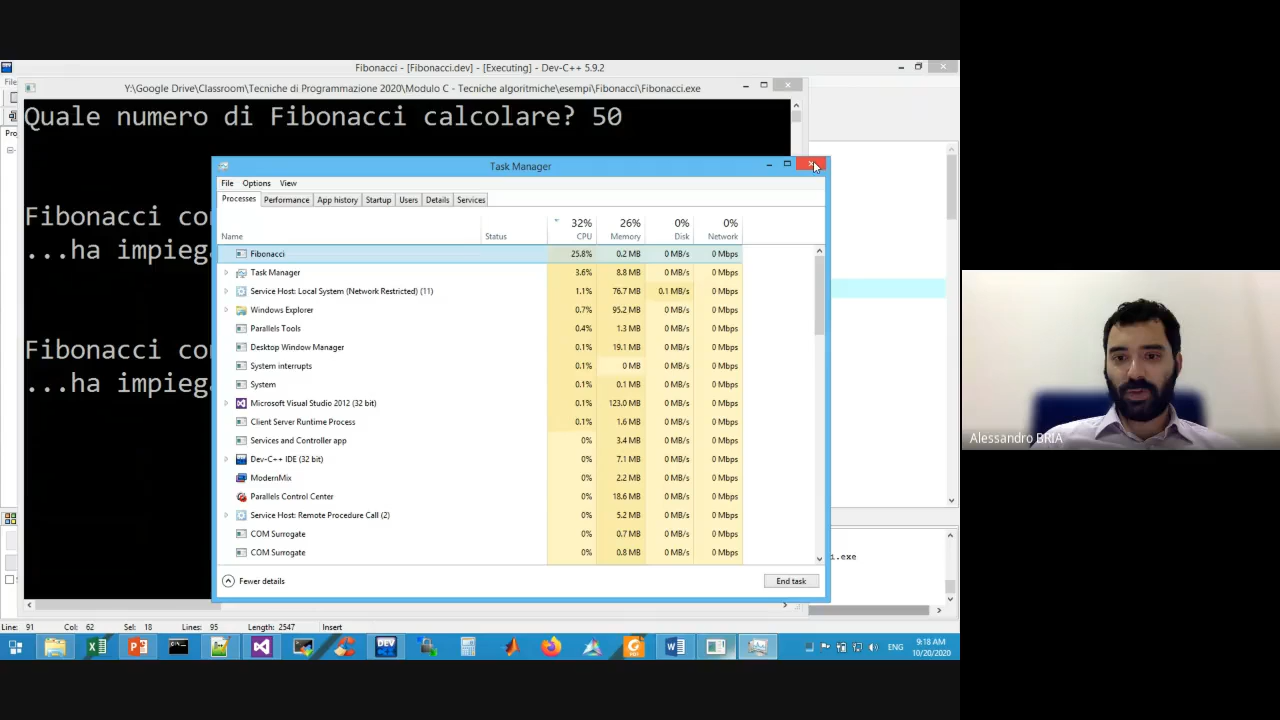 Fibonacci - [Fibonacci.dev] - [Executing] - Dev-C++ 5.9.2
Y:\Google Drive\Classroom\Tecniche di Programmazione 2020\Modulo C - Tecniche algoritmiche\esempi\Fibonacci\Fibonacci.exe
Quale numero di Fibonacci calcolare? 50
Task Manager
File Options View
Processes Performance App history Startup Users Details Services
32% 26% 0% 0%
Name Status CPU Memory Disk Network
Fibonacci 25.8% 0.2 MB 0 MB/s 0 Mbps
Task Manager 3.6% 8.8 MB 0 MB/s 0 Mbps
Service Host: Local System (Network Restricted) (11) 1.1% 76.7 MB 0.1 MB/s 0 Mbps
Windows Explorer 0.7% 95.2 MB 0 MB/s 0 Mbps
Parallels Tools 0.4% 1.3 MB 0 MB/s 0 Mbps
Desktop Window Manager 0.1% 19.1 MB 0 MB/s 0 Mbps
System interrupts 0.1% 0 MB 0 MB/s 0 Mbps
System 0.1% 0.1 MB 0 MB/s 0 Mbps
Microsoft Visual Studio 2012 (32 bit) 0.1% 123.0 MB 0 MB/s 0 Mbps
Client Server Runtime Process 0.1% 1.6 MB 0 MB/s 0 Mbps
Services and Controller app 0% 3.4 MB 0 MB/s 0 Mbps
Dev-C++ IDE (32 bit) 0% 7.1 MB 0 MB/s 0 Mbps
ModernMix 0% 2.2 MB 0 MB/s 0 Mbps
Parallels Control Center 0% 18.6 MB 0 MB/s 0 Mbps
Service Host: Remote Procedure Call (2) 0% 5.2 MB 0 MB/s 0 Mbps
COM Surrogate 0% 0.7 MB 0 MB/s 0 Mbps
COM Surrogate 0% 0.8 MB 0 MB/s 0 Mbps
Fewer details End task
Fibonacci co
...ha impieg
Fibonacci co
...ha impieg
Line: 91 Col: 62 Sel: 18 Lines: 95 Length: 2547 Insert
ENG
9:18 AM
10/20/2020
Alessandro BRIA